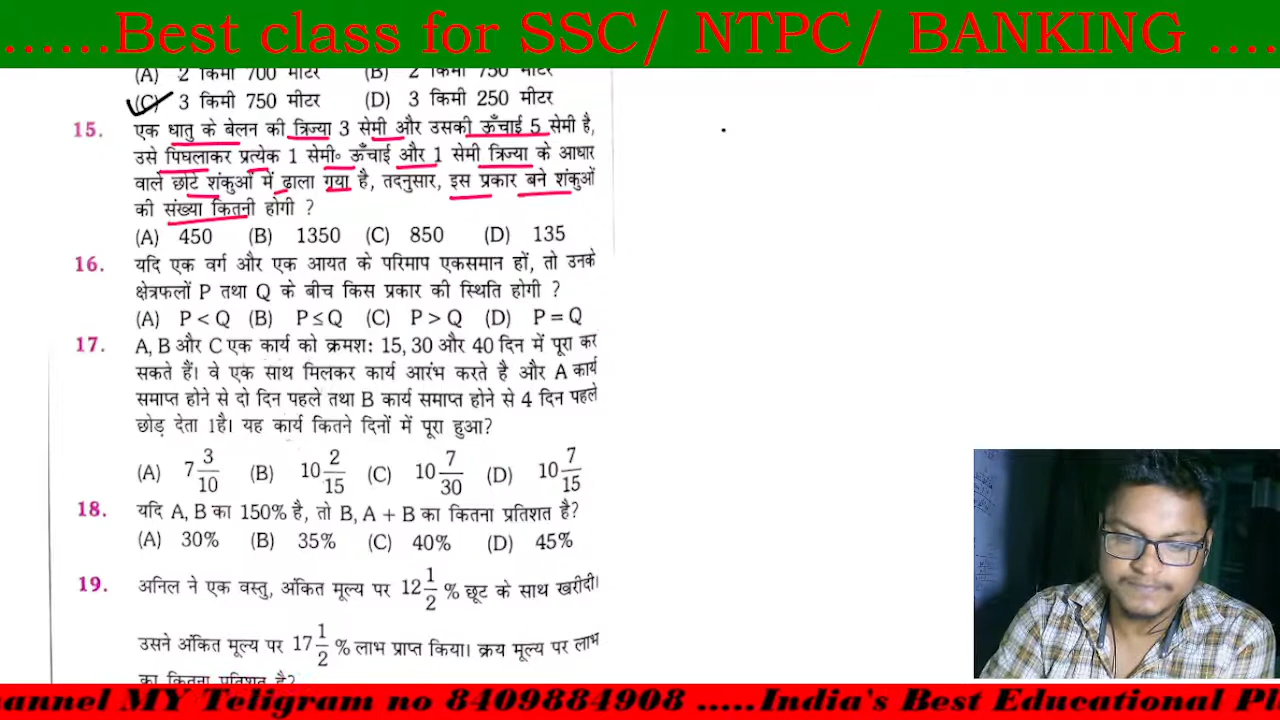 ......Best class for SSC/ NTPC/ BANKING ....
(A) 2 किमी 700 मीटर (B) 2 किमी 750 मीटर
(C) 3 किमी 750 मीटर (D) 3 किमी 250 मीटर
15. एक धातु के बेलन की त्रिज्या 3 सेमी और उसकी ऊँचाई 5 सेमी है,
उसे पिघलाकर प्रत्येक 1 सेमी॰ ऊँचाई और 1 सेमी त्रिज्या के आधार
वाले छोटे शंकुओं में ढाला गया है, तदनुसार, इस प्रकार बने शंकुओं
की संख्या कितनी होगी ?
(A) 450 (B) 1350 (C) 850 (D) 135
16. यदि एक वर्ग और एक आयत के परिमाप एकसमान हों, तो उनके
क्षेत्रफलों P तथा Q के बीच किस प्रकार की स्थिति होगी ?
(A) P < Q (B) P ≤ Q (C) P > Q (D) P = Q
17. A, B और C एक कार्य को क्रमश: 15, 30 और 40 दिन में पूरा कर
सकते हैं। वे एक साथ मिलकर कार्य आरंभ करते है और A कार्य
समाप्त होने से दो दिन पहले तथा B कार्य समाप्त होने से 4 दिन पहले
छोड़ देता 1है। यह कार्य कितने दिनों में पूरा हुआ?
(A) 7 3/10 (B) 10 2/15 (C) 10 7/30 (D) 10 7/15
18. यदि A, B का 150% है, तो B, A + B का कितना प्रतिशत है?
(A) 30% (B) 35% (C) 40% (D) 45%
19. अनिल ने एक वस्तु, अंकित मूल्य पर 12 1/2 % छूट के साथ खरीदी।
उसने अंकित मूल्य पर 17 1/2 % लाभ प्राप्त किया। क्रय मूल्य पर लाभ
का कितना प्रतिशत है?
annel MY Teligram no 8409884908 .....India's Best Educational Pl